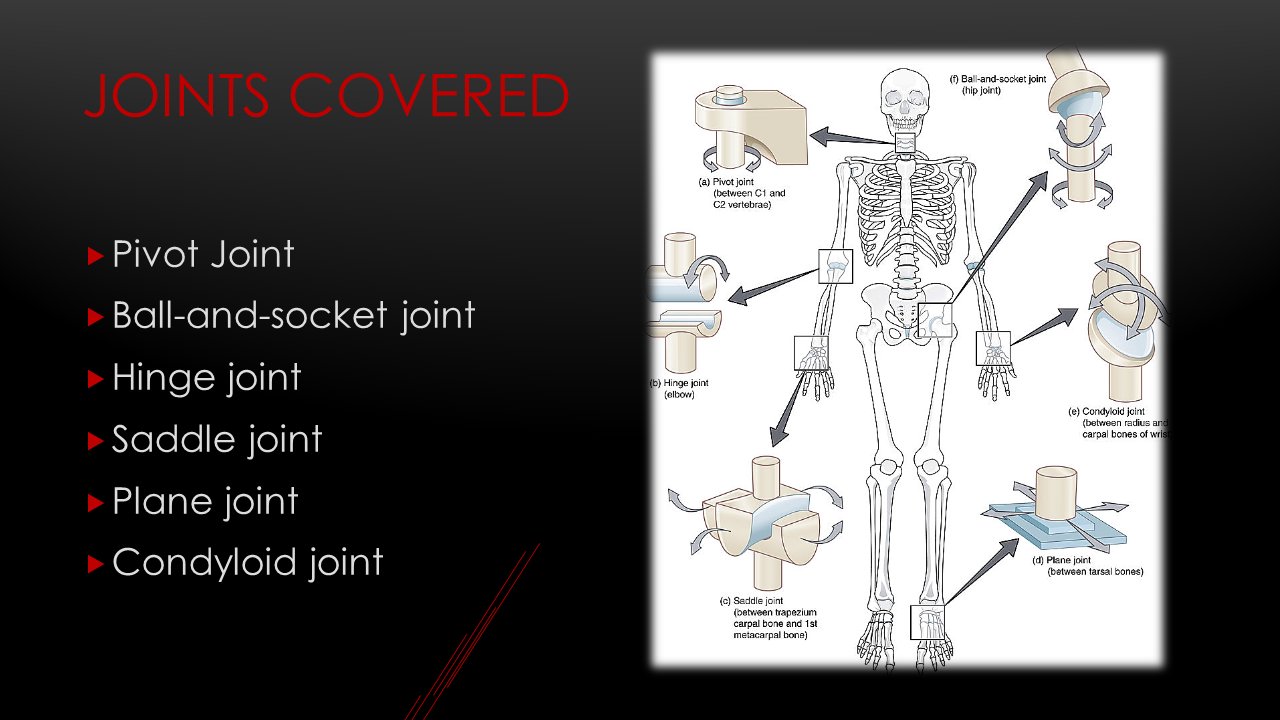 JOINTS COVERED
Pivot Joint
Ball-and-socket joint
Hinge joint
Saddle joint
Plane joint
Condyloid joint
(a) Pivot joint
(between C1 and
C2 vertebrae)
(f) Ball-and-socket joint
(hip joint)
(b) Hinge joint
(elbow)
(e) Condyloid joint
(between radius and
carpal bones of wrist
(c) Saddle joint
(between trapezium
carpal bone and 1st
metacarpal bone)
(d) Plane joint
(between tarsal bones)